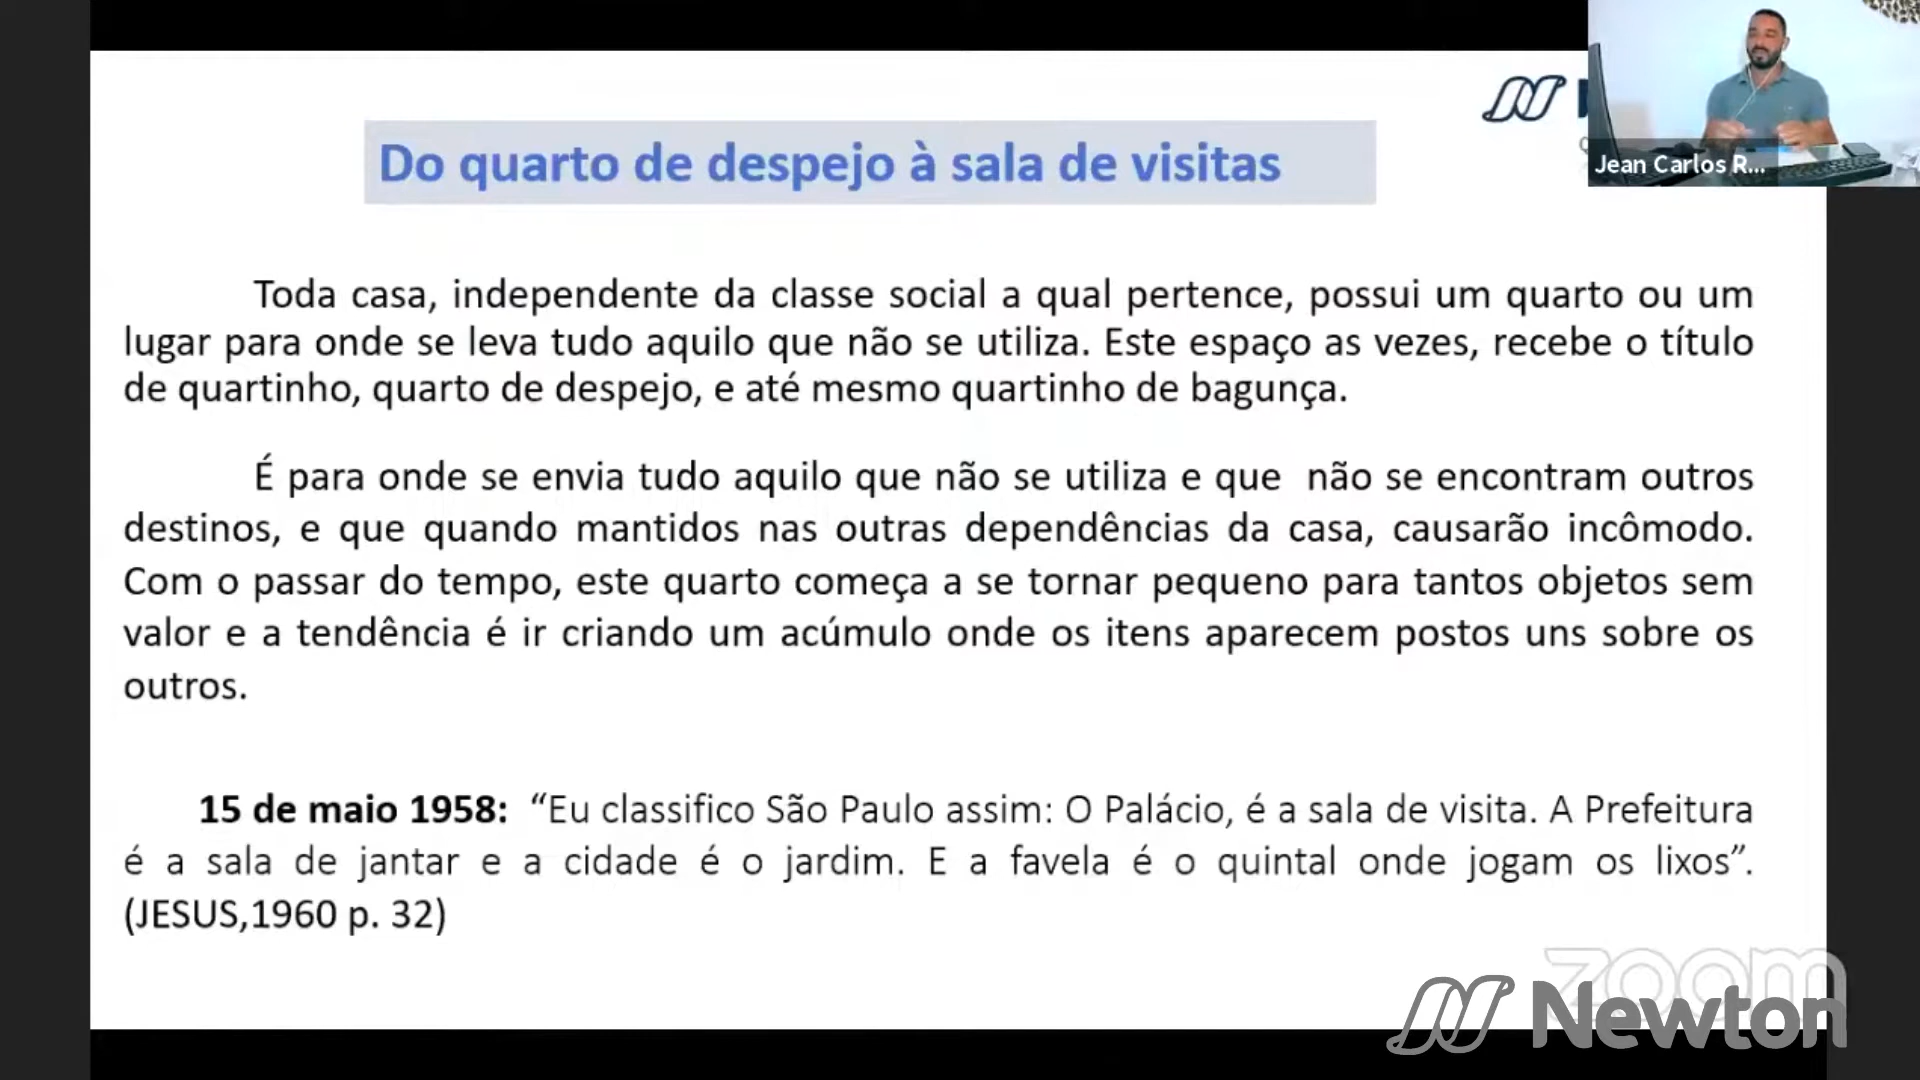 Do quarto de despejo à sala de visitas
Jean Carlos R...
Toda casa, independente da classe social a qual pertence, possui um quarto ou um
lugar para onde se leva tudo aquilo que não se utiliza. Este espaço as vezes, recebe o título
de quartinho, quarto de despejo, e até mesmo quartinho de bagunça.
É para onde se envia tudo aquilo que não se utiliza e que não se encontram outros
destinos, e que quando mantidos nas outras dependências da casa, causarão incômodo.
Com o passar do tempo, este quarto começa a se tornar pequeno para tantos objetos sem
valor e a tendência é ir criando um acúmulo onde os itens aparecem postos uns sobre os
outros.
15 de maio 1958: “Eu classifico São Paulo assim: O Palácio, é a sala de visita. A Prefeitura
é a sala de jantar e a cidade é o jardim. E a favela é o quintal onde jogam os lixos”.
(JESUS,1960 p. 32)
zoom
Newton